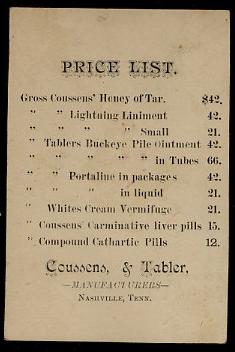 PRICE LIST.
Gross Coussens' Honey of Tar. $42.
" " Lightning Liniment 42.
" " " " Small 21.
" Tablers Buckeye Pile Ointment 42.
" " " " " in Tubes 66.
" " Portaline in packages 42.
" " " in liquid 21.
" Whites Cream Vermifuge 21.
" Coussens' Carminative liver pills 15.
" Compound Cathartic Pills 12.
Coussens, & Tabler,
—MANUFACTURERS—
NASHVILLE, TENN.